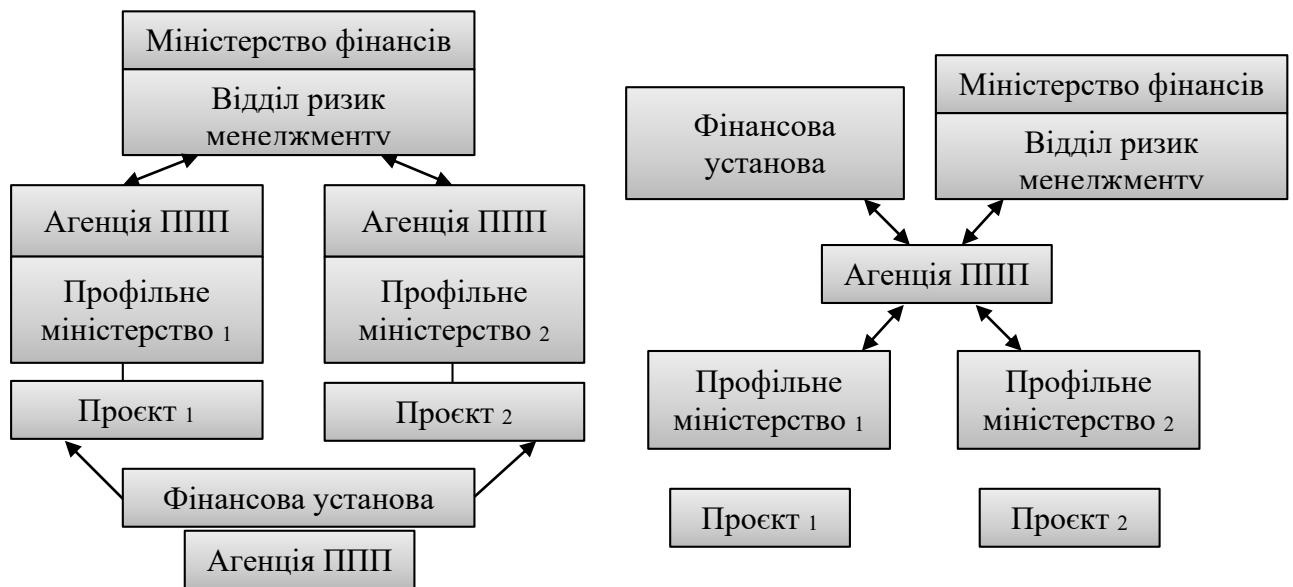 Міністерство фінансів
Відділ ризик
менеджменту
Агенція ППП
Профільне
міністерство 1
Проєкт 1
Агенція ППП
Профільне
міністерство 2
Проєкт 2
Фінансова установа
Агенція ППП
Фінансова
установа
Міністерство фінансів
Відділ ризик
менеджменту
Агенція ППП
Профільне
міністерство 1
Профільне
міністерство 2
Проєкт 1
Проєкт 2